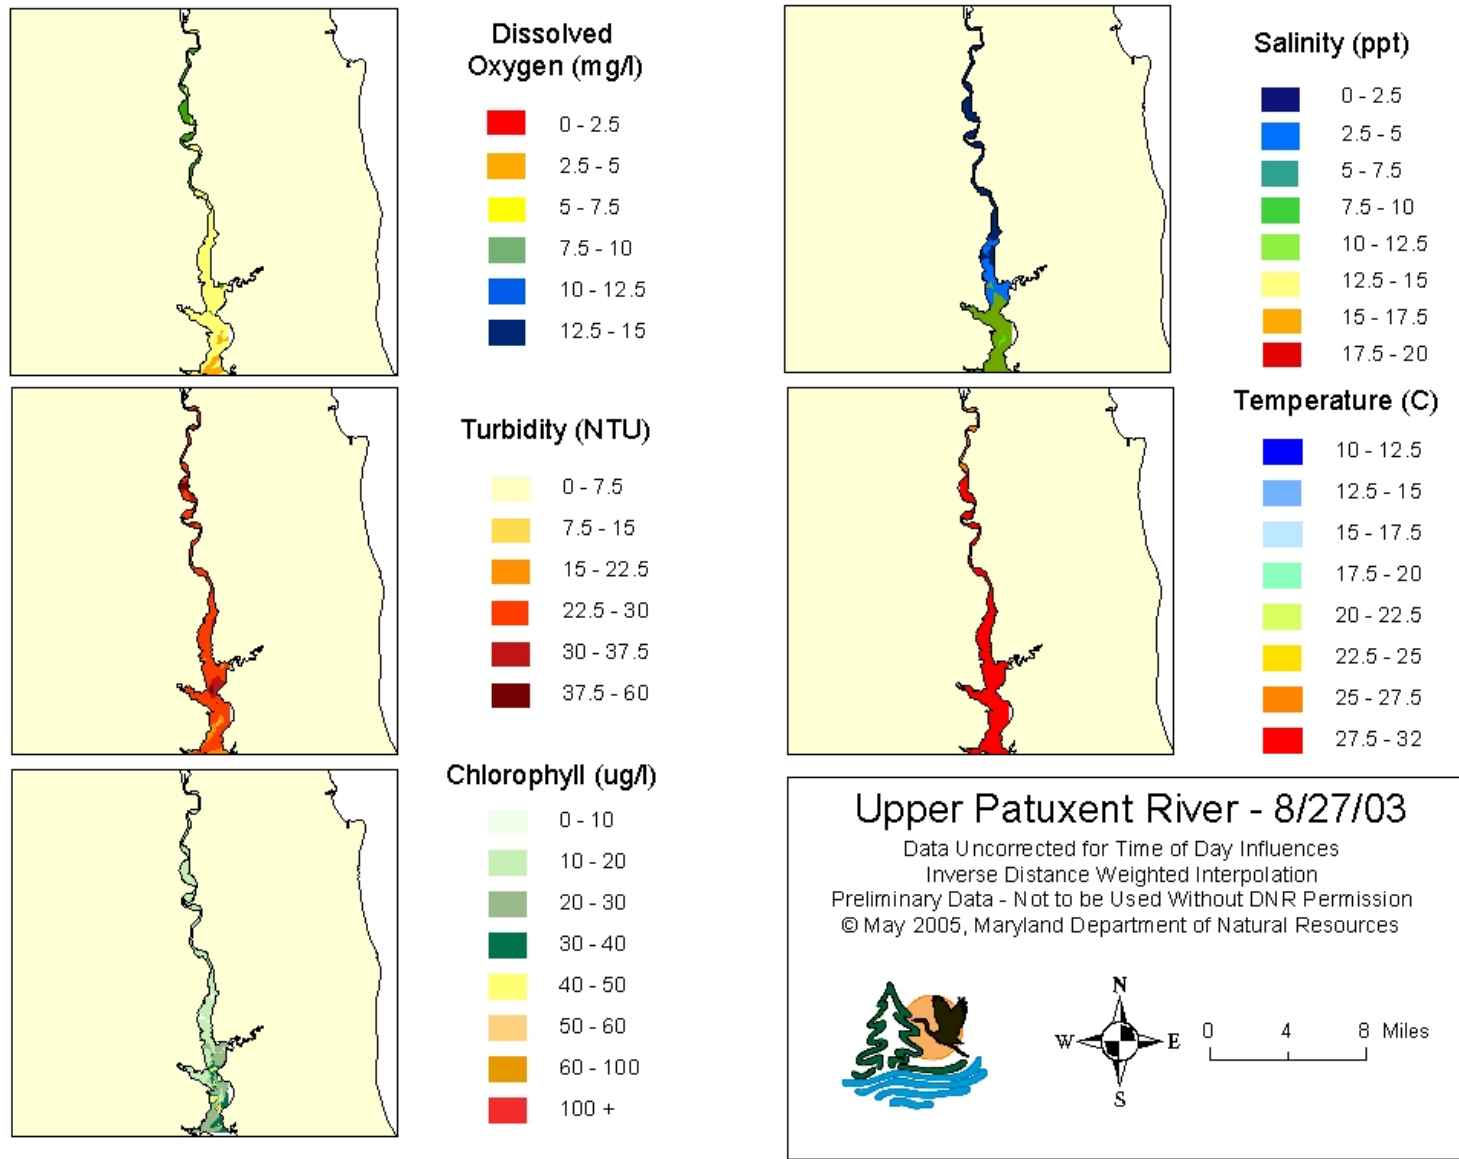 Dissolved
Oxygen (mg/l)
0 - 2.5
2.5 - 5
5 - 7.5
7.5 - 10
10 - 12.5
12.5 - 15
Salinity (ppt)
0 - 2.5
2.5 - 5
5 - 7.5
7.5 - 10
10 - 12.5
12.5 - 15
15 - 17.5
17.5 - 20
Turbidity (NTU)
0 - 7.5
7.5 - 15
15 - 22.5
22.5 - 30
30 - 37.5
37.5 - 60
Temperature (C)
10 - 12.5
12.5 - 15
15 - 17.5
17.5 - 20
20 - 22.5
22.5 - 25
25 - 27.5
27.5 - 32
Chlorophyll (ug/l)
0 - 10
10 - 20
20 - 30
30 - 40
40 - 50
50 - 60
60 - 100
100 +
Upper Patuxent River - 8/27/03
Data Uncorrected for Time of Day Influences
Inverse Distance Weighted Interpolation
Preliminary Data - Not to be Used Without DNR Permission
© May 2005, Maryland Department of Natural Resources
N
W E
S
0 4 8 Miles